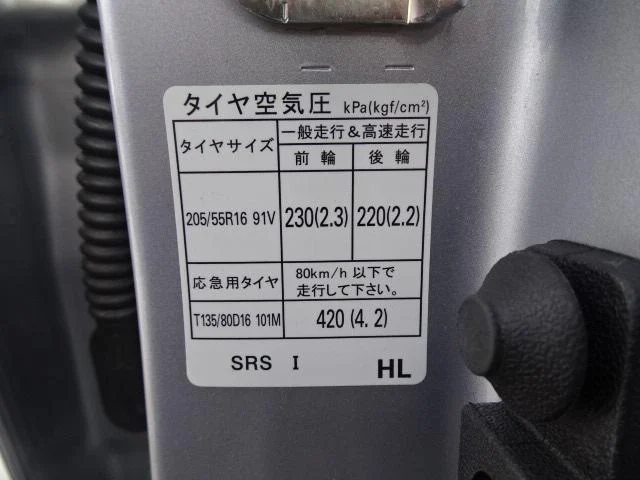 タイヤ空気圧 kPa(kgf/cm²)
タイヤサイズ 一般走行&高速走行
前輪 後輪
205/55R16 91V 230(2.3) 220(2.2)
応急用タイヤ 80km/h 以下で
走行して下さい。
T135/80D16 101M 420 (4.2)
SRS I HL